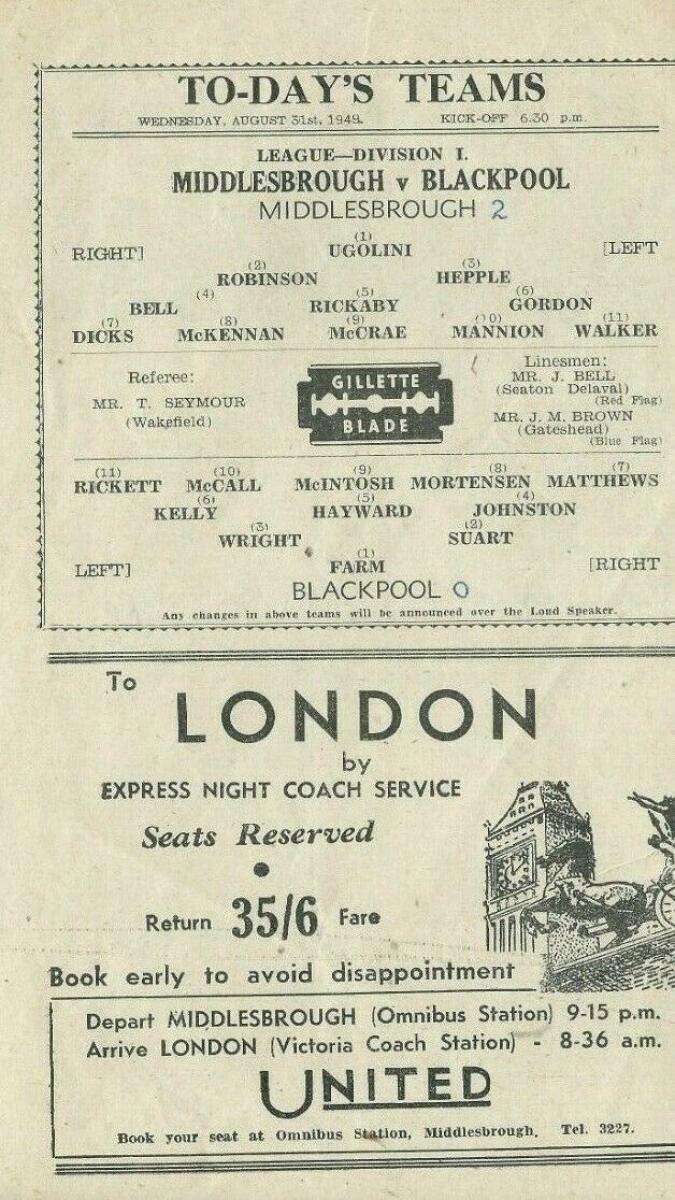 TO-DAY'S TEAMS
WEDNESDAY, AUGUST 31st, 1949. KICK-OFF 6.30 p.m.
LEAGUE—DIVISION I.
MIDDLESBROUGH v BLACKPOOL
MIDDLESBROUGH 2
(1)
RIGHT] UGOLINI [LEFT
(2) (3)
ROBINSON HEPPLE
(4) (5) (6)
BELL RICKABY GORDON
(7) (8) (9) (10) (11)
DICKS McKENNAN McCRAE MANNION WALKER
Referee:
MR. T. SEYMOUR
(Wakefield)
GILLETTE
BLADE
Linesmen:
MR. J. BELL
(Seaton Delaval)
(Red Flag)
MR. J. M. BROWN
(Gateshead)
(Blue Flag)
(11) (10) (9) (8) (7)
RICKETT McCALL McINTOSH MORTENSEN MATTHEWS
(6) (5) (4)
KELLY HAYWARD JOHNSTON
(3) (2)
WRIGHT SUART
(1)
LEFT] FARM [RIGHT
BLACKPOOL 0
Any changes in above teams will be announced over the Loud Speaker.
To
LONDON
by
EXPRESS NIGHT COACH SERVICE
Seats Reserved
Return 35/6 Fare
Book early to avoid disappointment
Depart MIDDLESBROUGH (Omnibus Station) 9-15 p.m.
Arrive LONDON (Victoria Coach Station) - 8-36 a.m.
UNITED
Book your seat at Omnibus Station, Middlesbrough. Tel. 3227.